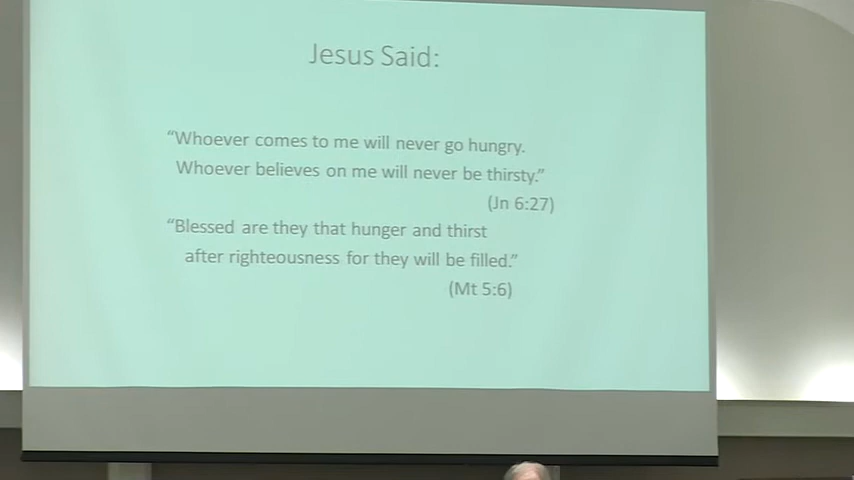 Jesus Said:
“Whoever comes to me will never go hungry.
Whoever believes on me will never be thirsty.”
(Jn 6:27)
“Blessed are they that hunger and thirst
after righteousness for they will be filled.”
(Mt 5:6)